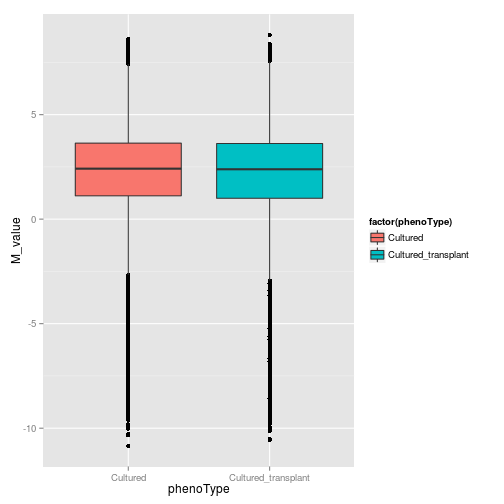 5
0
-5
-10
M_value
Cultured
Cultured_transplant
phenoType
factor(phenoType)
Cultured
Cultured_transplant